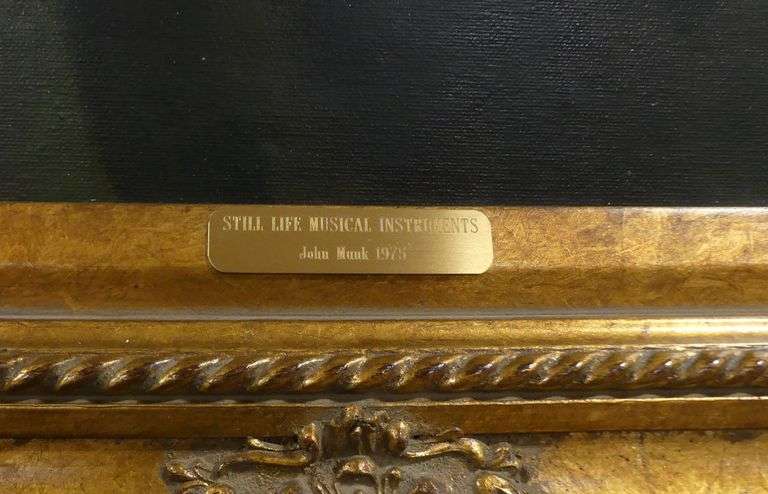 STILL LIFE MUSICAL INSTRUMENTS
John Munk 1975